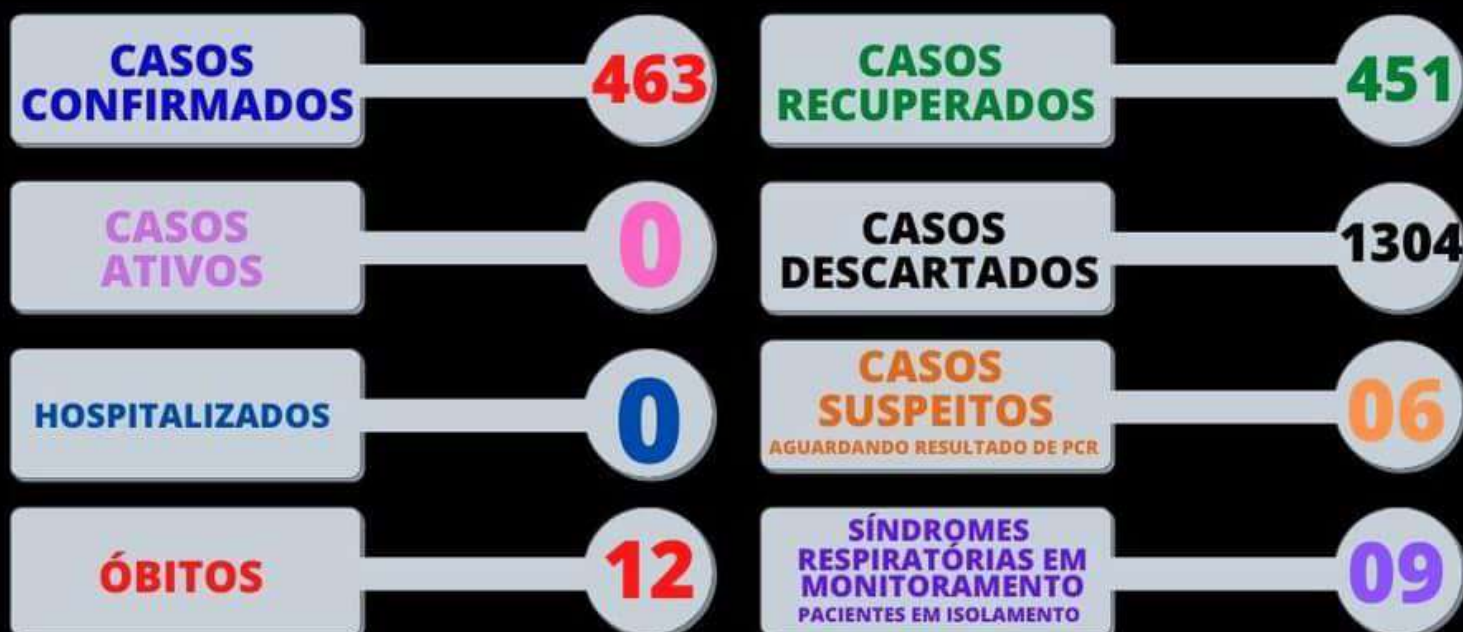 CASOS
CONFIRMADOS
463
CASOS
RECUPERADOS
451
CASOS
ATIVOS
0
CASOS
DESCARTADOS
1304
HOSPITALIZADOS
0
CASOS
SUSPEITOS
AGUARDANDO RESULTADO DE PCR
06
ÓBITOS
12
SÍNDROMES
RESPIRATÓRIAS EM
MONITORAMENTO
PACIENTES EM ISOLAMENTO
09